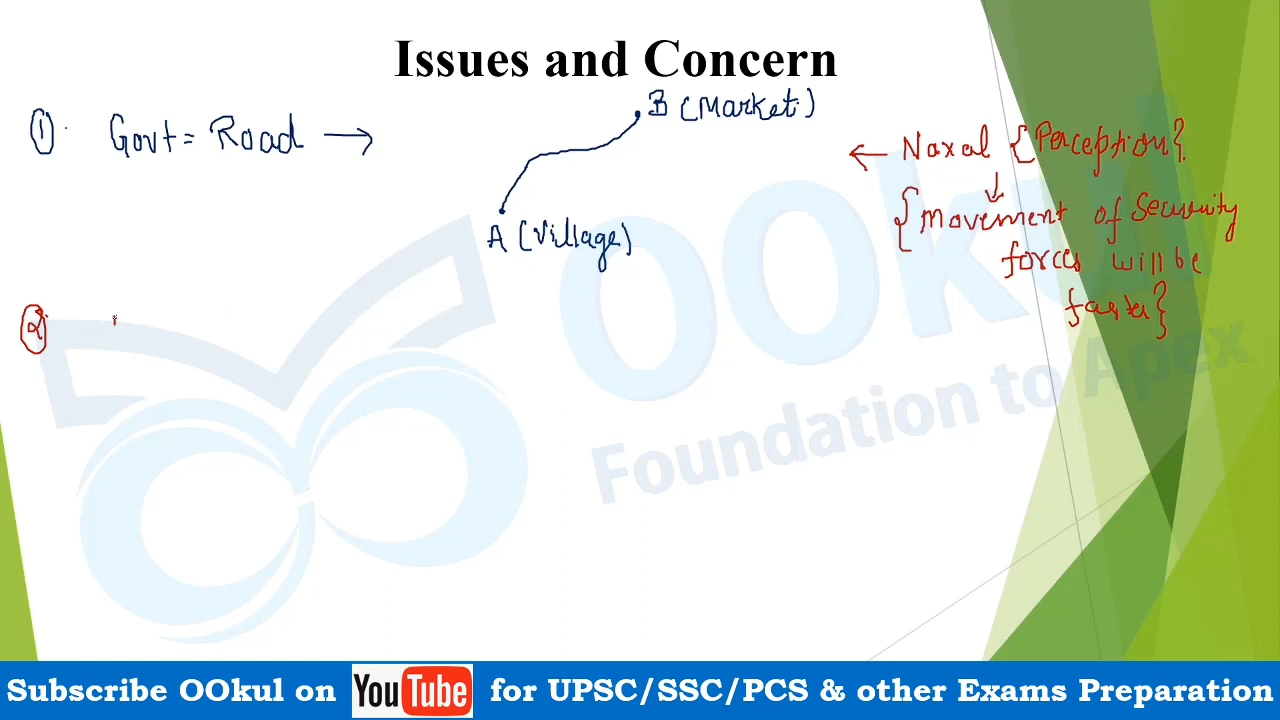 Issues and Concern
① Govt = Road →
B (Market)
A (Village)
← Naxal {Perception}
↓
{Movement of Security
forces will be
faster}
②
OOkul
Foundation to Apex
Subscribe OOkul on YouTube for UPSC/SSC/PCS & other Exams Preparation